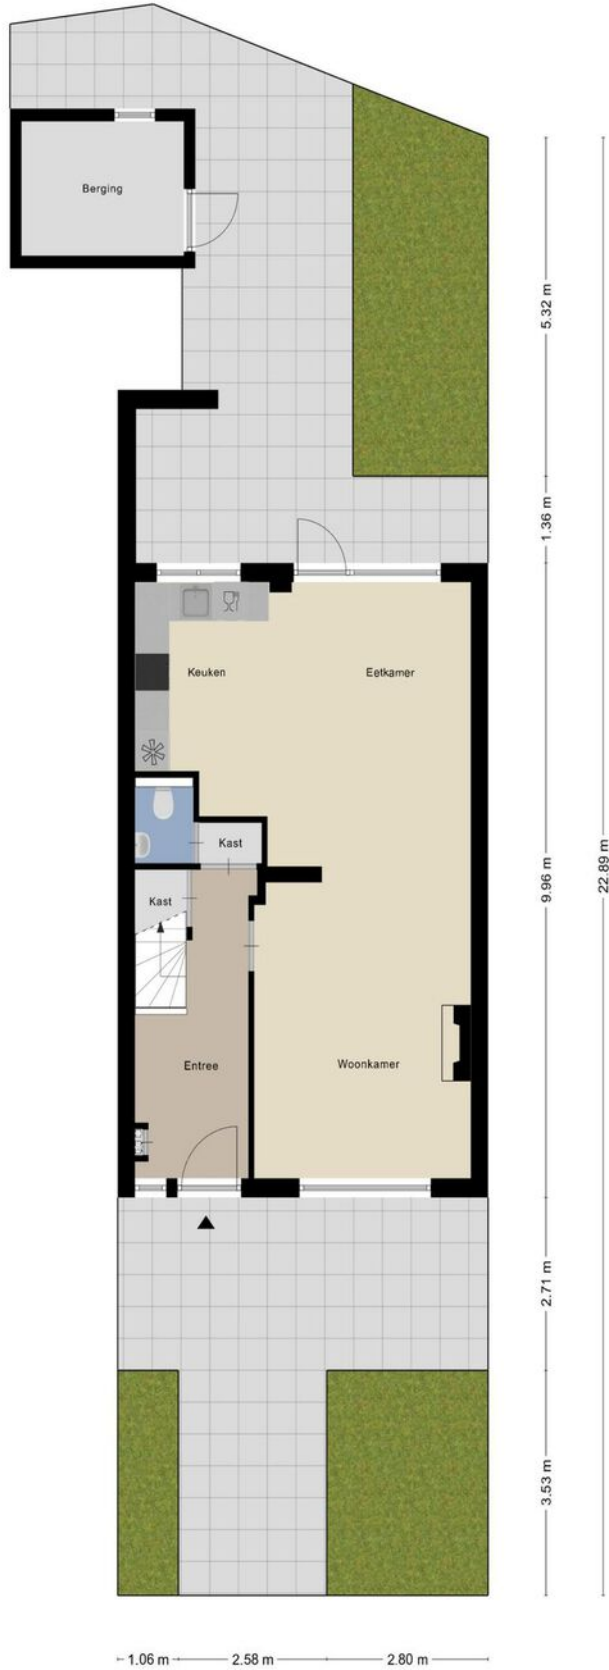 Berging
5.32 m
1.36 m
Keuken
Eetkamer
Kast
Kast
9.96 m
22.89 m
Entree
Woonkamer
2.71 m
3.53 m
1.06 m
2.58 m
2.80 m